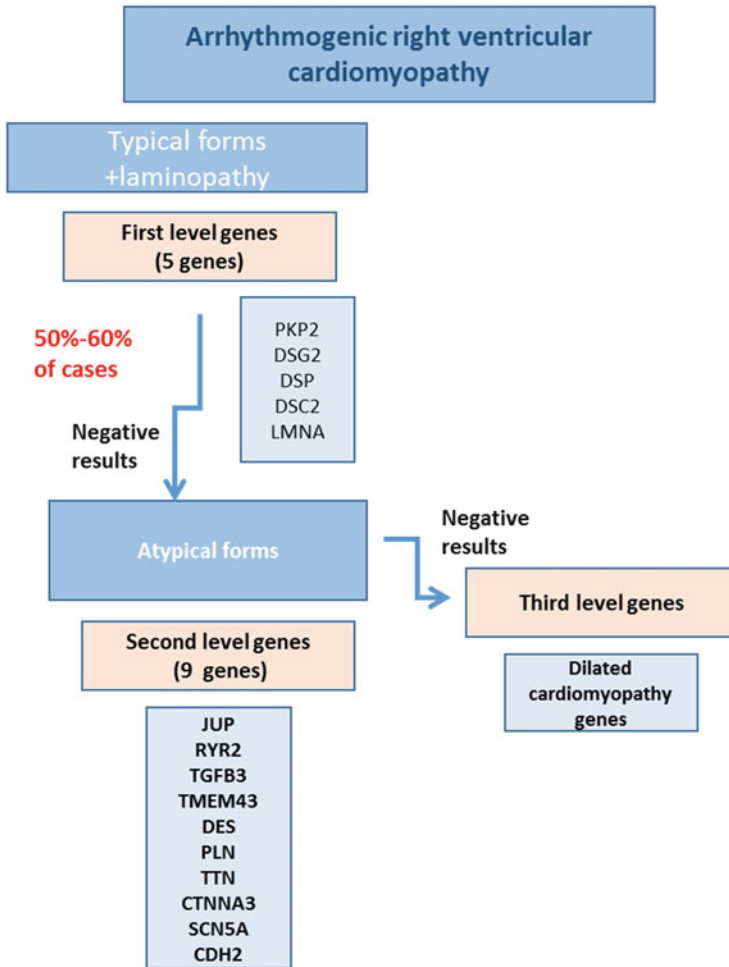 Arrhythmogenic right ventricular
cardiomyopathy
Typical forms
+laminopathy
First level genes
(5 genes)
50%-60%
of cases
PKP2
DSG2
DSP
DSC2
LMNA
Negative
results
Atypical forms
Negative
results
Third level genes
Second level genes
(9 genes)
Dilated
cardiomyopathy
genes
JUP
RYR2
TGFB3
TMEM43
DES
PLN
TTN
CTNNA3
SCN5A
CDH2